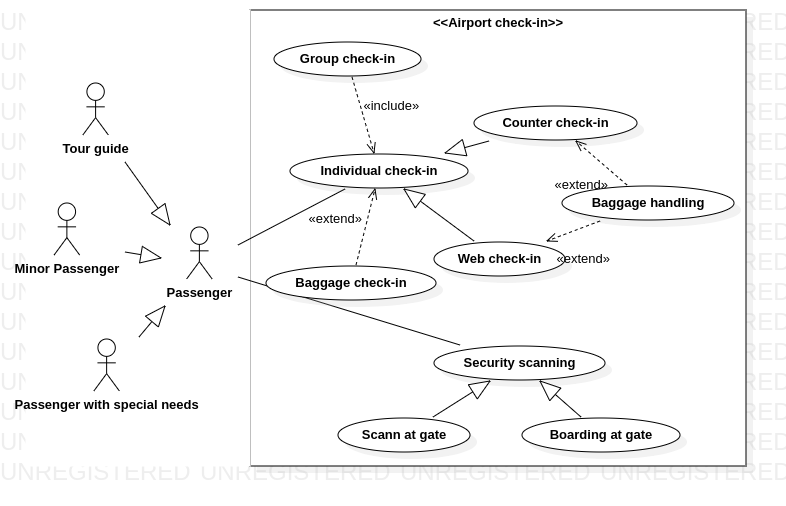 <<Airport check-in>>
Group check-in
«include»
Counter check-in
Tour guide
Individual check-in
«extend»
Baggage handling
«extend»
Minor Passenger
Web check-in
«extend»
Passenger
Baggage check-in
Security scanning
Passenger with special needs
Scann at gate
Boarding at gate
UNREGISTERED UNREGISTERED UNREGISTERED UNREGISTERED